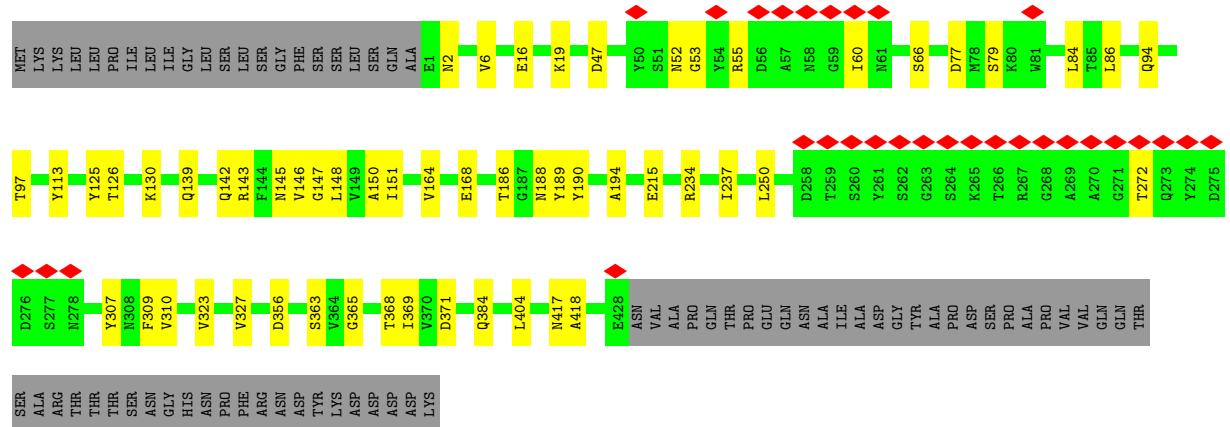 MET LYS LYS LEU LEU PRO ILE LEU ILE GLY LEU SER LEU SER GLY PHE SER SER LEU SER GLN ALA E1 N2 V6 E16 K19 D47 Y50 S51 N52 G53 Y54 R55 D56 A57 N58 G59 I60 N61 S66 D77 M78 S79 K80 W81 L84 T85 L86 Q94
T97 Y113 Y125 T126 K130 Q139 Q142 R143 F144 N145 V146 G147 L148 V149 A150 I151 V164 E168 T186 G187 N188 Y189 Y190 A194 E215 R234 I237 L250 D258 T259 S260 Y261 S262 G263 S264 K265 T266 R267 G268 A269 A270 G271 T272 Q273 Y274 D275
D276 S277 N278 Y307 N308 F309 V310 V323 V327 D356 S363 V364 G365 T368 I369 V370 D371 Q384 L404 N417 A418 E428 ASN VAL ALA PRO GLN THR PRO GLU GLN ASN ALA ILE ALA ASP GLY TYR ALA PRO ASP SER PRO ALA PRO VAL VAL GLN GLN THR
SER ALA ARG THR THR THR SER ASN GLY HIS ASN PRO PHE ARG ASN ASP TYR LYS ASP ASP ASP ASP LYS